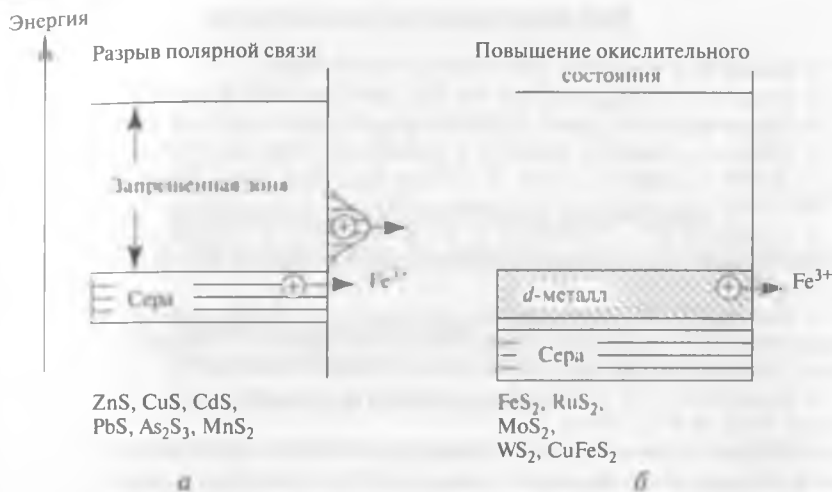 Энергия
Разрыв полярной связи
Запрещенная зона
Сера
Fe³⁺
ZnS, CuS, CdS,
PbS, As₂S₃, MnS₂
а
Повышение окислительного
состояния
d-металл
Fe³⁺
Сера
FeS₂, RuS₂,
MoS₂,
WS₂, CuFeS₂
б